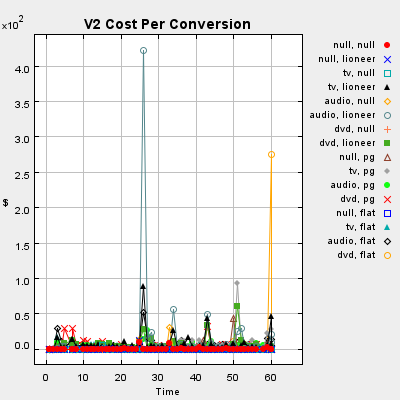 V2 Cost Per Conversion
x10²
4.0
3.5
3.0
2.5
2.0
1.5
1.0
0.5
0.0
$
0 10 20 30 40 50 60
Time
null, null
null, lioneer
tv, null
tv, lioneer
audio, null
audio, lioneer
dvd, null
dvd, lioneer
null, pg
tv, pg
audio, pg
dvd, pg
null, flat
tv, flat
audio, flat
dvd, flat